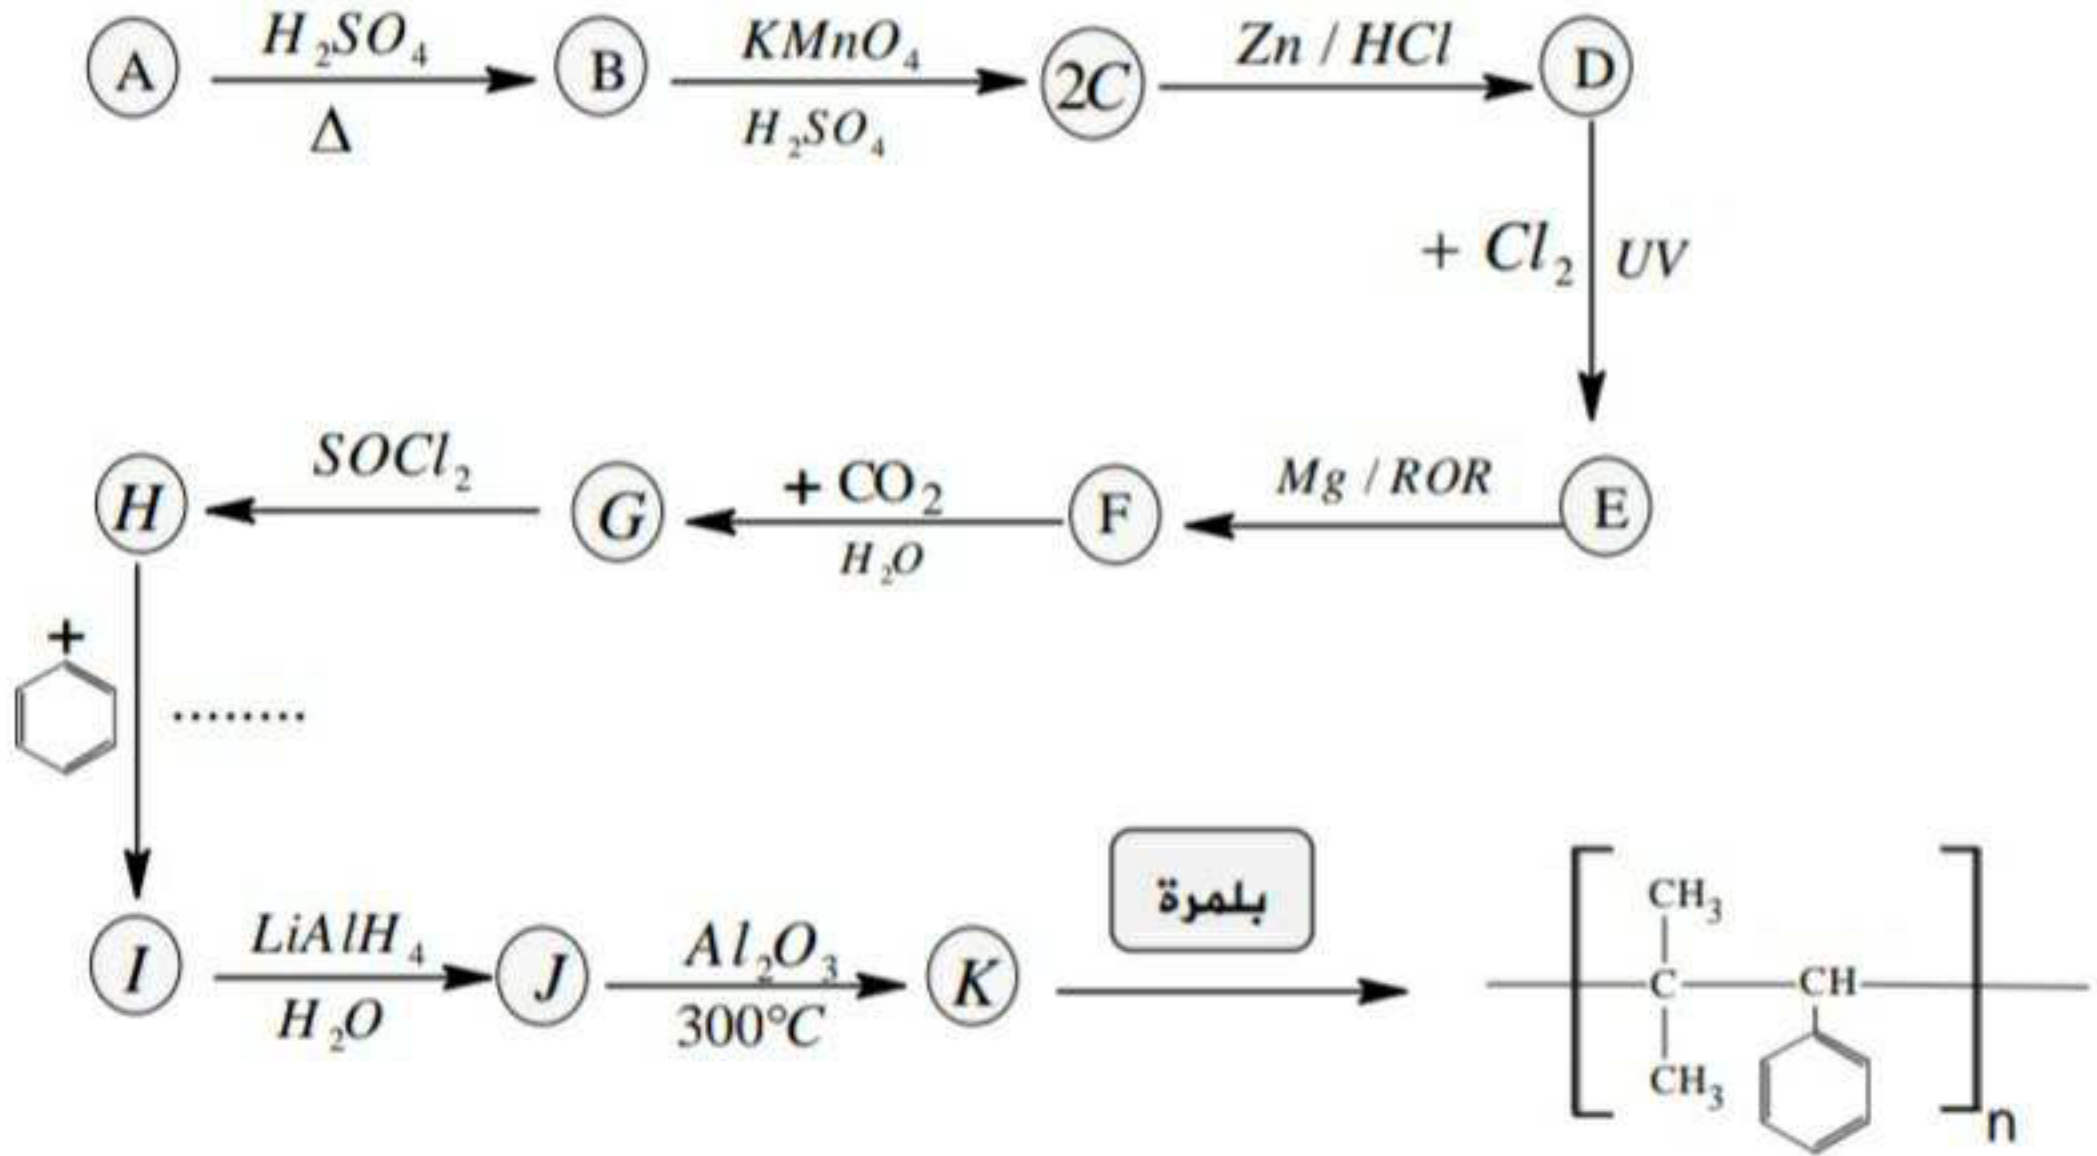 A H₂SO₄ Δ B KMnO₄ H₂SO₄ 2C Zn / HCl D
+ Cl₂ UV
H SOCl₂ G + CO₂ H₂O F Mg / ROR E
+ ........
I LiAlH₄ H₂O J Al₂O₃ 300°C K بلمرة CH₃ C CH CH₃ n